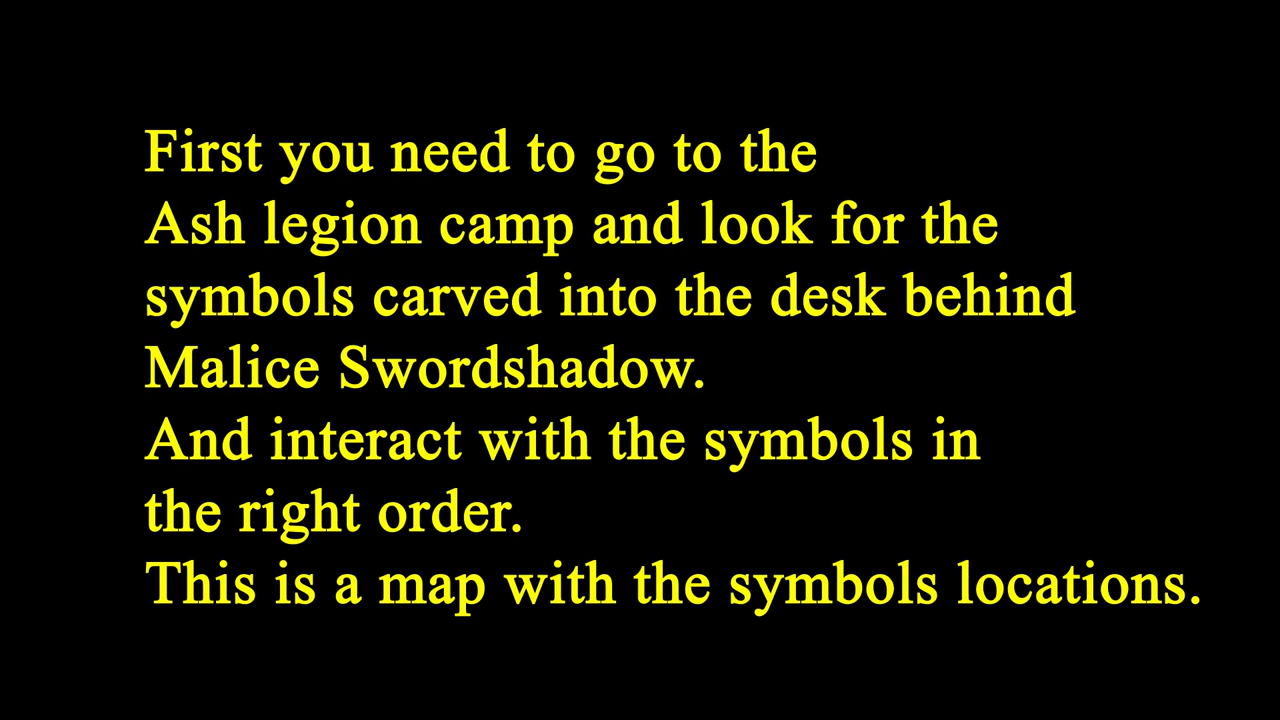 First you need to go to the
Ash legion camp and look for the
symbols carved into the desk behind
Malice Swordshadow.
And interact with the symbols in
the right order.
This is a map with the symbols locations.